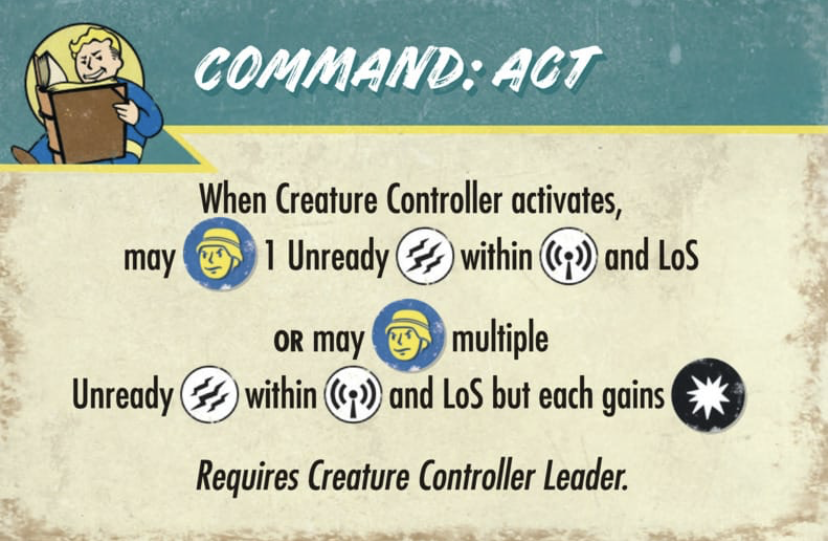 COMMAND: ACT
When Creature Controller activates,
may 1 Unready within and LoS
OR may multiple
Unready within and LoS but each gains
Requires Creature Controller Leader.